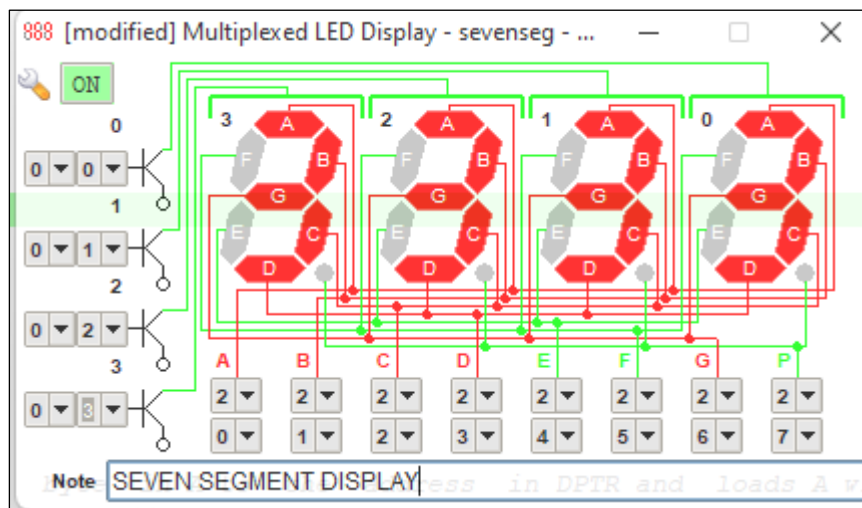 888 [modified] Multiplexed LED Display - sevenseg - ...
ON
0
0 0
1
0 1
2
0 2
3
0 3
3 A B C D E F G
2 A B C D E F G
1 A B C D E F G
0 A B C D E F G
A B C D E F G P
2 2 2 2 2 2 2 2
0 1 2 3 4 5 6 7
Note SEVEN SEGMENT DISPLAY
address in DPTR and loads A